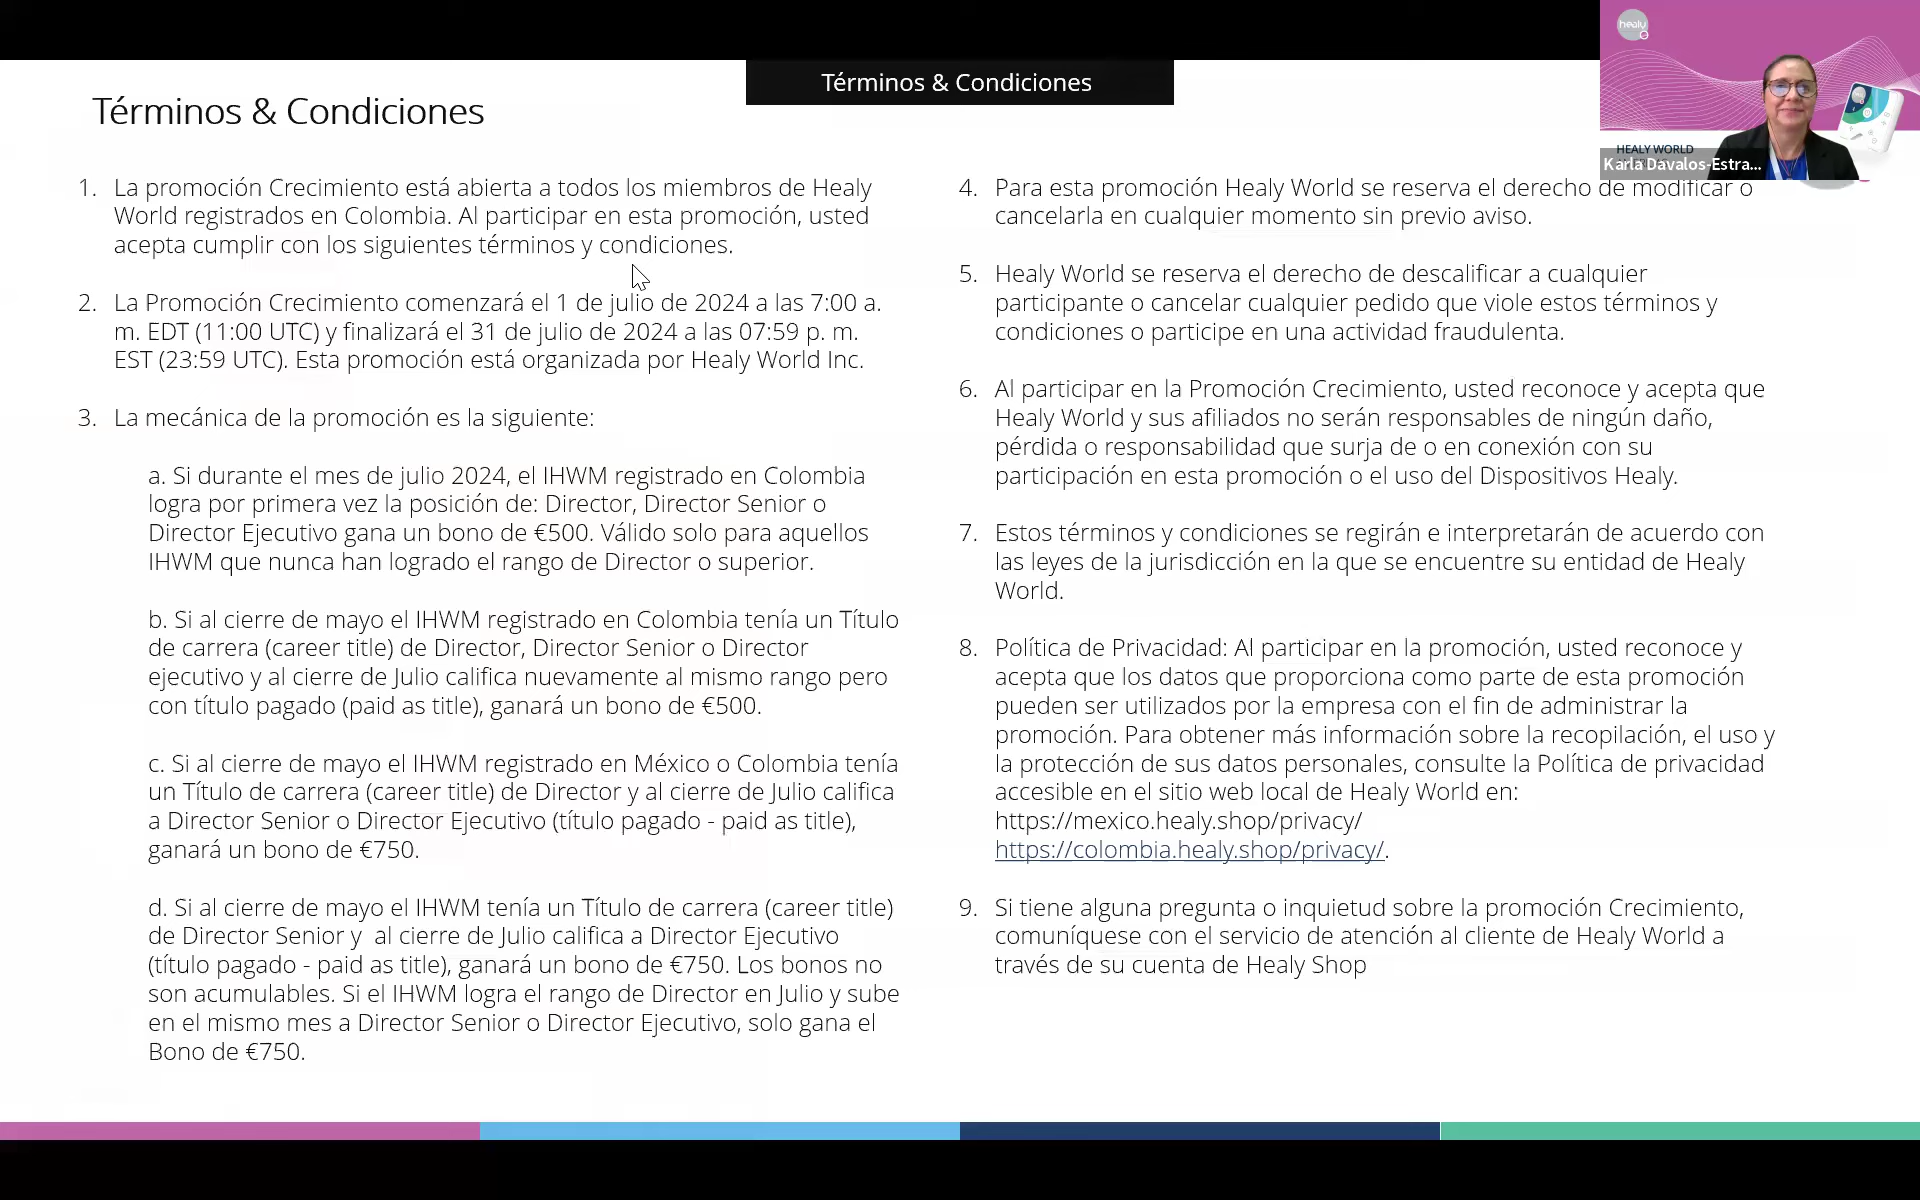 Términos & Condiciones
healy
HEALY WORLD
Karla Davalos-Estra...
Términos & Condiciones
1. La promoción Crecimiento está abierta a todos los miembros de Healy
World registrados en Colombia. Al participar en esta promoción, usted
acepta cumplir con los siguientes términos y condiciones.
2. La Promoción Crecimiento comenzará el 1 de julio de 2024 a las 7:00 a.
m. EDT (11:00 UTC) y finalizará el 31 de julio de 2024 a las 07:59 p. m.
EST (23:59 UTC). Esta promoción está organizada por Healy World Inc.
3. La mecánica de la promoción es la siguiente:
a. Si durante el mes de julio 2024, el IHWM registrado en Colombia
logra por primera vez la posición de: Director, Director Senior o
Director Ejecutivo gana un bono de €500. Válido solo para aquellos
IHWM que nunca han logrado el rango de Director o superior.
b. Si al cierre de mayo el IHWM registrado en Colombia tenía un Título
de carrera (career title) de Director, Director Senior o Director
ejecutivo y al cierre de Julio califica nuevamente al mismo rango pero
con título pagado (paid as title), ganará un bono de €500.
c. Si al cierre de mayo el IHWM registrado en México o Colombia tenía
un Título de carrera (career title) de Director y al cierre de Julio califica
a Director Senior o Director Ejecutivo (título pagado - paid as title),
ganará un bono de €750.
d. Si al cierre de mayo el IHWM tenía un Título de carrera (career title)
de Director Senior y  al cierre de Julio califica a Director Ejecutivo
(título pagado - paid as title), ganará un bono de €750. Los bonos no
son acumulables. Si el IHWM logra el rango de Director en Julio y sube
en el mismo mes a Director Senior o Director Ejecutivo, solo gana el
Bono de €750.
4. Para esta promoción Healy World se reserva el derecho de modificar o
cancelarla en cualquier momento sin previo aviso.
5. Healy World se reserva el derecho de descalificar a cualquier
participante o cancelar cualquier pedido que viole estos términos y
condiciones o participe en una actividad fraudulenta.
6. Al participar en la Promoción Crecimiento, usted reconoce y acepta que
Healy World y sus afiliados no serán responsables de ningún daño,
pérdida o responsabilidad que surja de o en conexión con su
participación en esta promoción o el uso del Dispositivos Healy.
7. Estos términos y condiciones se regirán e interpretarán de acuerdo con
las leyes de la jurisdicción en la que se encuentre su entidad de Healy
World.
8. Política de Privacidad: Al participar en la promoción, usted reconoce y
acepta que los datos que proporciona como parte de esta promoción
pueden ser utilizados por la empresa con el fin de administrar la
promoción. Para obtener más información sobre la recopilación, el uso y
la protección de sus datos personales, consulte la Política de privacidad
accesible en el sitio web local de Healy World en:
https://mexico.healy.shop/privacy/
https://colombia.healy.shop/privacy/.
9. Si tiene alguna pregunta o inquietud sobre la promoción Crecimiento,
comuníquese con el servicio de atención al cliente de Healy World a
través de su cuenta de Healy Shop